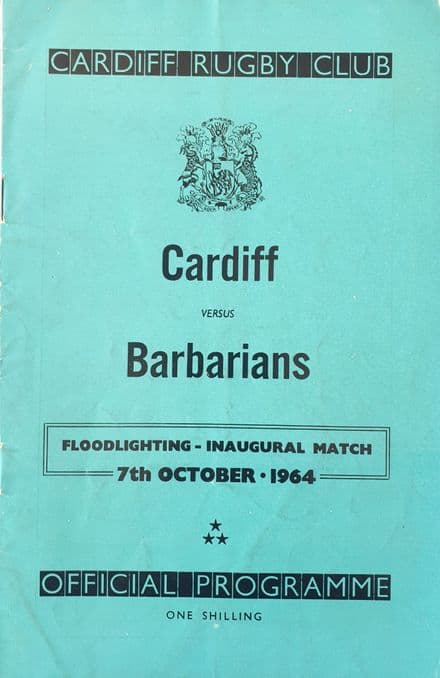 CARDIFF RUGBY CLUB
Cardiff
VERSUS
Barbarians
FLOODLIGHTING - INAUGURAL MATCH
7th OCTOBER · 1964
OFFICIAL PROGRAMME
ONE SHILLING